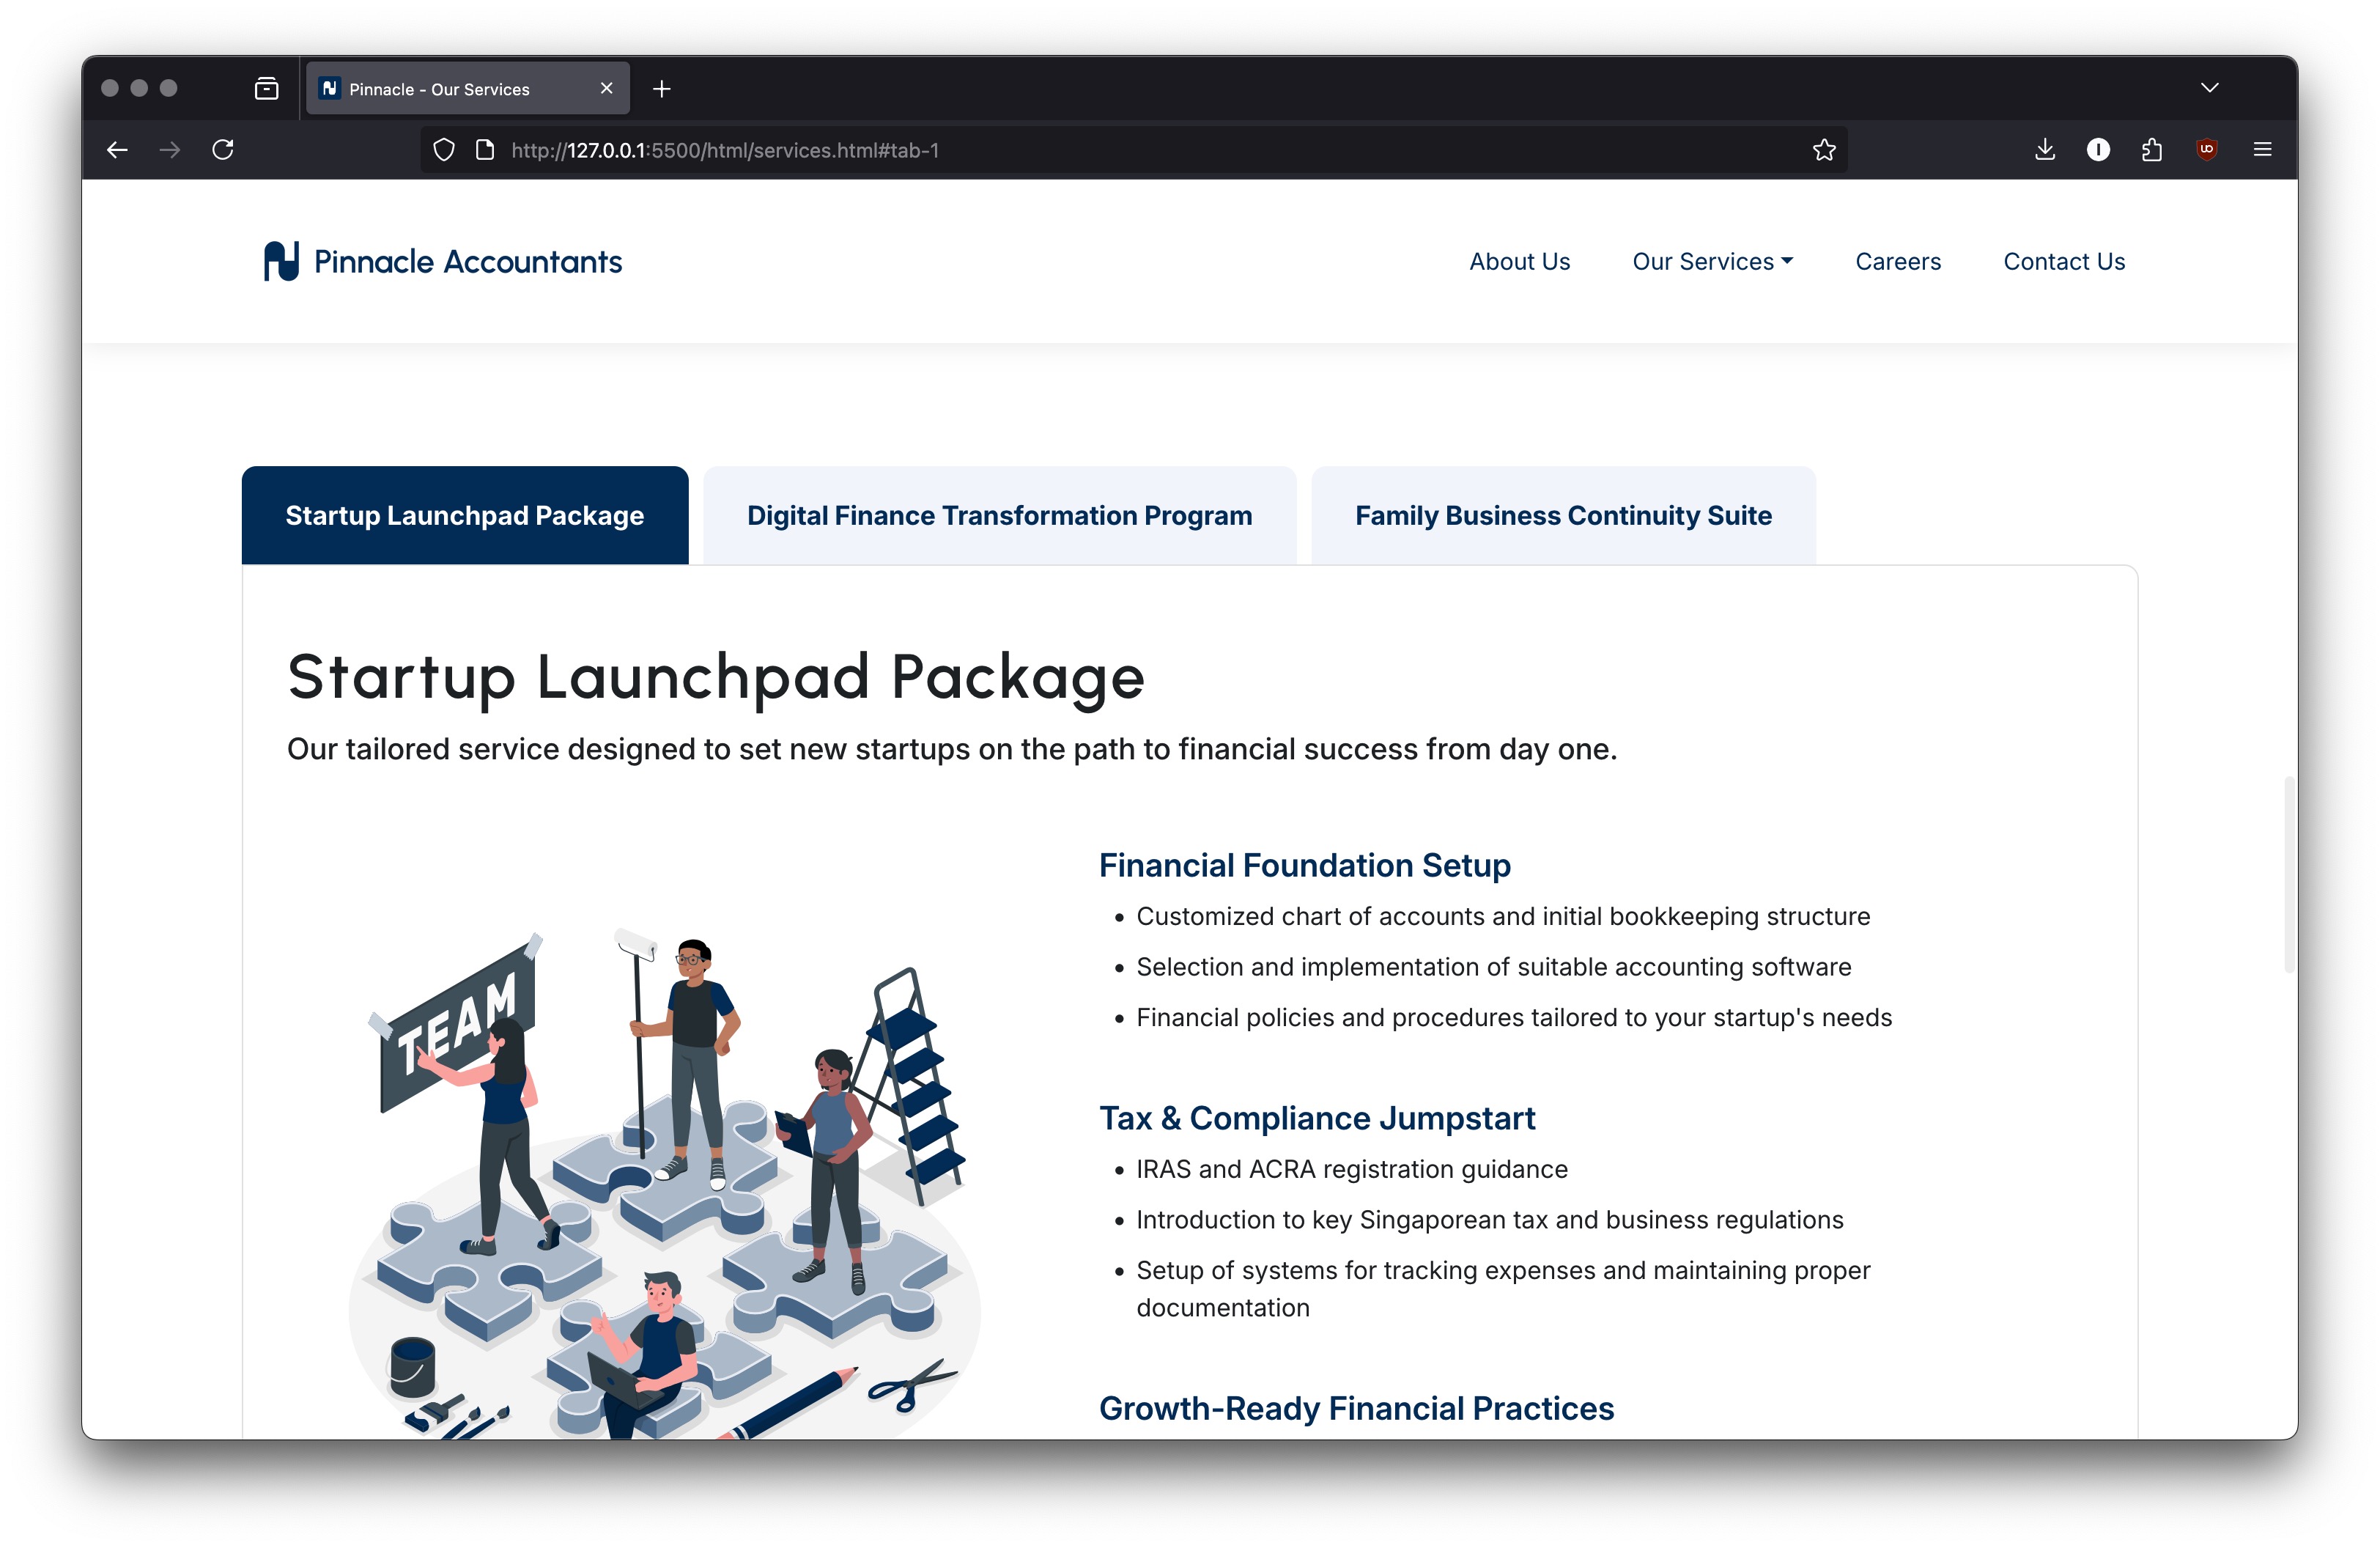 Pinnacle - Our Services
http://127.0.0.1:5500/html/services.html#tab-1
Pinnacle Accountants
About Us
Our Services
Careers
Contact Us
Startup Launchpad Package
Digital Finance Transformation Program
Family Business Continuity Suite
Startup Launchpad Package
Our tailored service designed to set new startups on the path to financial success from day one.
TEAM
Financial Foundation Setup
• Customized chart of accounts and initial bookkeeping structure
• Selection and implementation of suitable accounting software
• Financial policies and procedures tailored to your startup's needs
Tax & Compliance Jumpstart
• IRAS and ACRA registration guidance
• Introduction to key Singaporean tax and business regulations
• Setup of systems for tracking expenses and maintaining proper
documentation
Growth-Ready Financial Practices